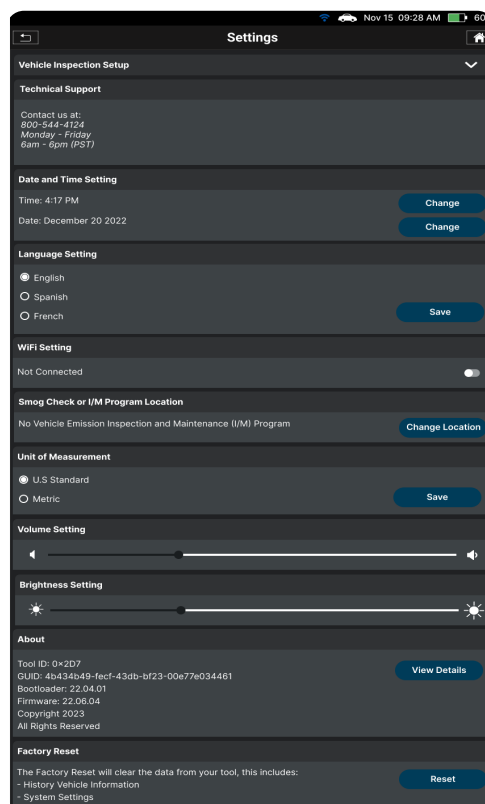 Nov 15 09:28 AM 60
Settings
Vehicle Inspection Setup
Technical Support
Contact us at:
800-544-4124
Monday - Friday
6am - 6pm (PST)
Date and Time Setting
Time: 4:17 PM
Change
Date: December 20 2022
Change
Language Setting
English
Spanish
French
Save
WiFi Setting
Not Connected
Smog Check or I/M Program Location
No Vehicle Emission Inspection and Maintenance (I/M) Program
Change Location
Unit of Measurement
U.S Standard
Metric
Save
Volume Setting
Brightness Setting
About
Tool ID: 0×2D7
View Details
GUID: 4b434b49-fecf-43db-bf23-00e77e034461
Bootloader: 22.04.01
Firmware: 22.06.04
Copyright 2023
All Rights Reserved
Factory Reset
The Factory Reset will clear the data from your tool, this includes:
- History Vehicle Information
Reset
- System Settings